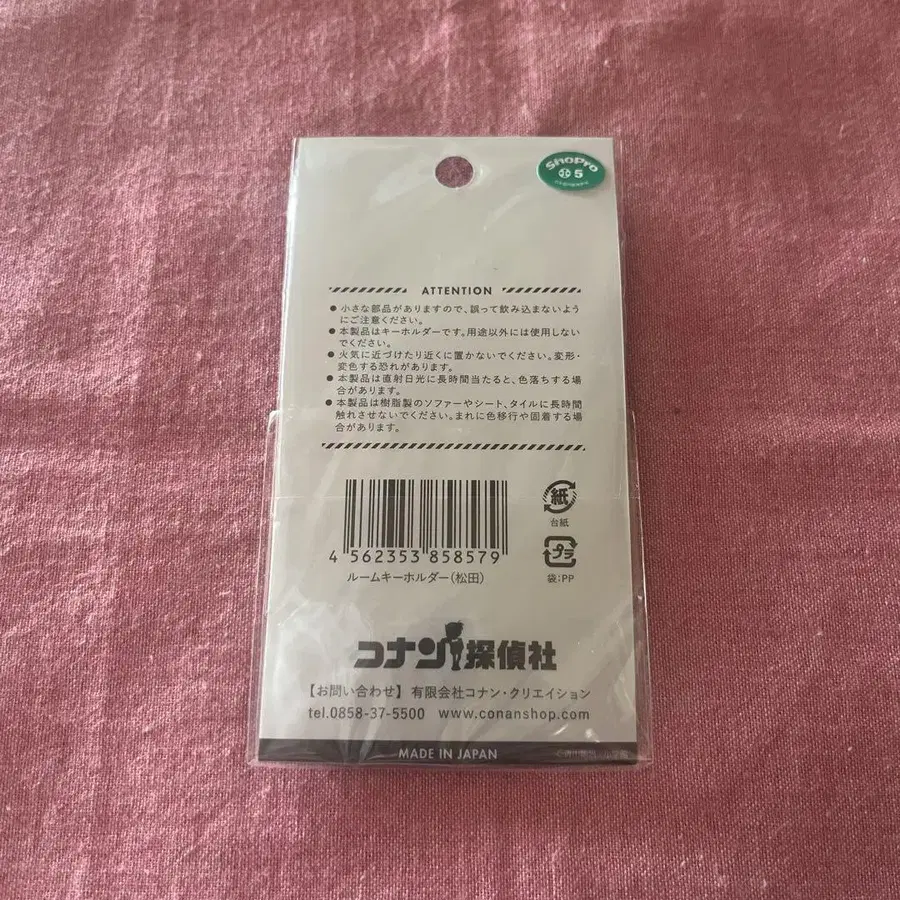 ShoPro
5
ATTENTION
●小さな部品がありますので、誤って飲み込まないよう
にご注意ください。
●本製品はキーホルダーです。用途以外には使用しない
でください。
●火気に近づけたり近くに置かないでください。変形・
変色する恐れがあります。
●本製品は直射日光に長時間当たると、色落ちする場
合があります。
●本製品は樹脂製のソファーやシート、タイルに長時間
触れさせないでください。まれに色移行や固着する場
合があります。
紙
台紙
プラ
袋:PP
4 562353 858579
ルームキーホルダー(松田)
コナン探偵社
【お問い合わせ】有限会社コナン・クリエイション
tel.0858-37-5500 www.conanshop.com
MADE IN JAPAN